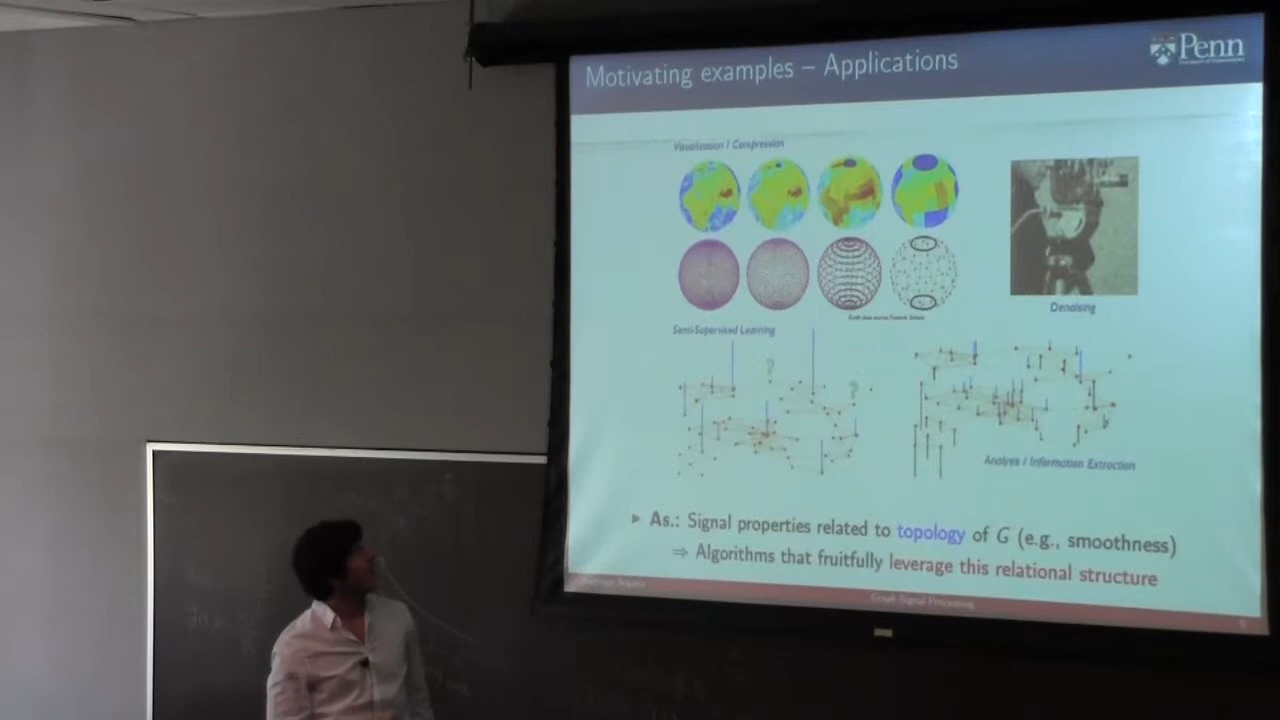 Motivating examples – Applications
Penn
Visualization / Compression
Denoising
Semi-Supervised Learning
?
?
Analysis / Information Extraction
▶ As.: Signal properties related to topology of G (e.g., smoothness)
⇒ Algorithms that fruitfully leverage this relational structure
Graph Signal Processing
5